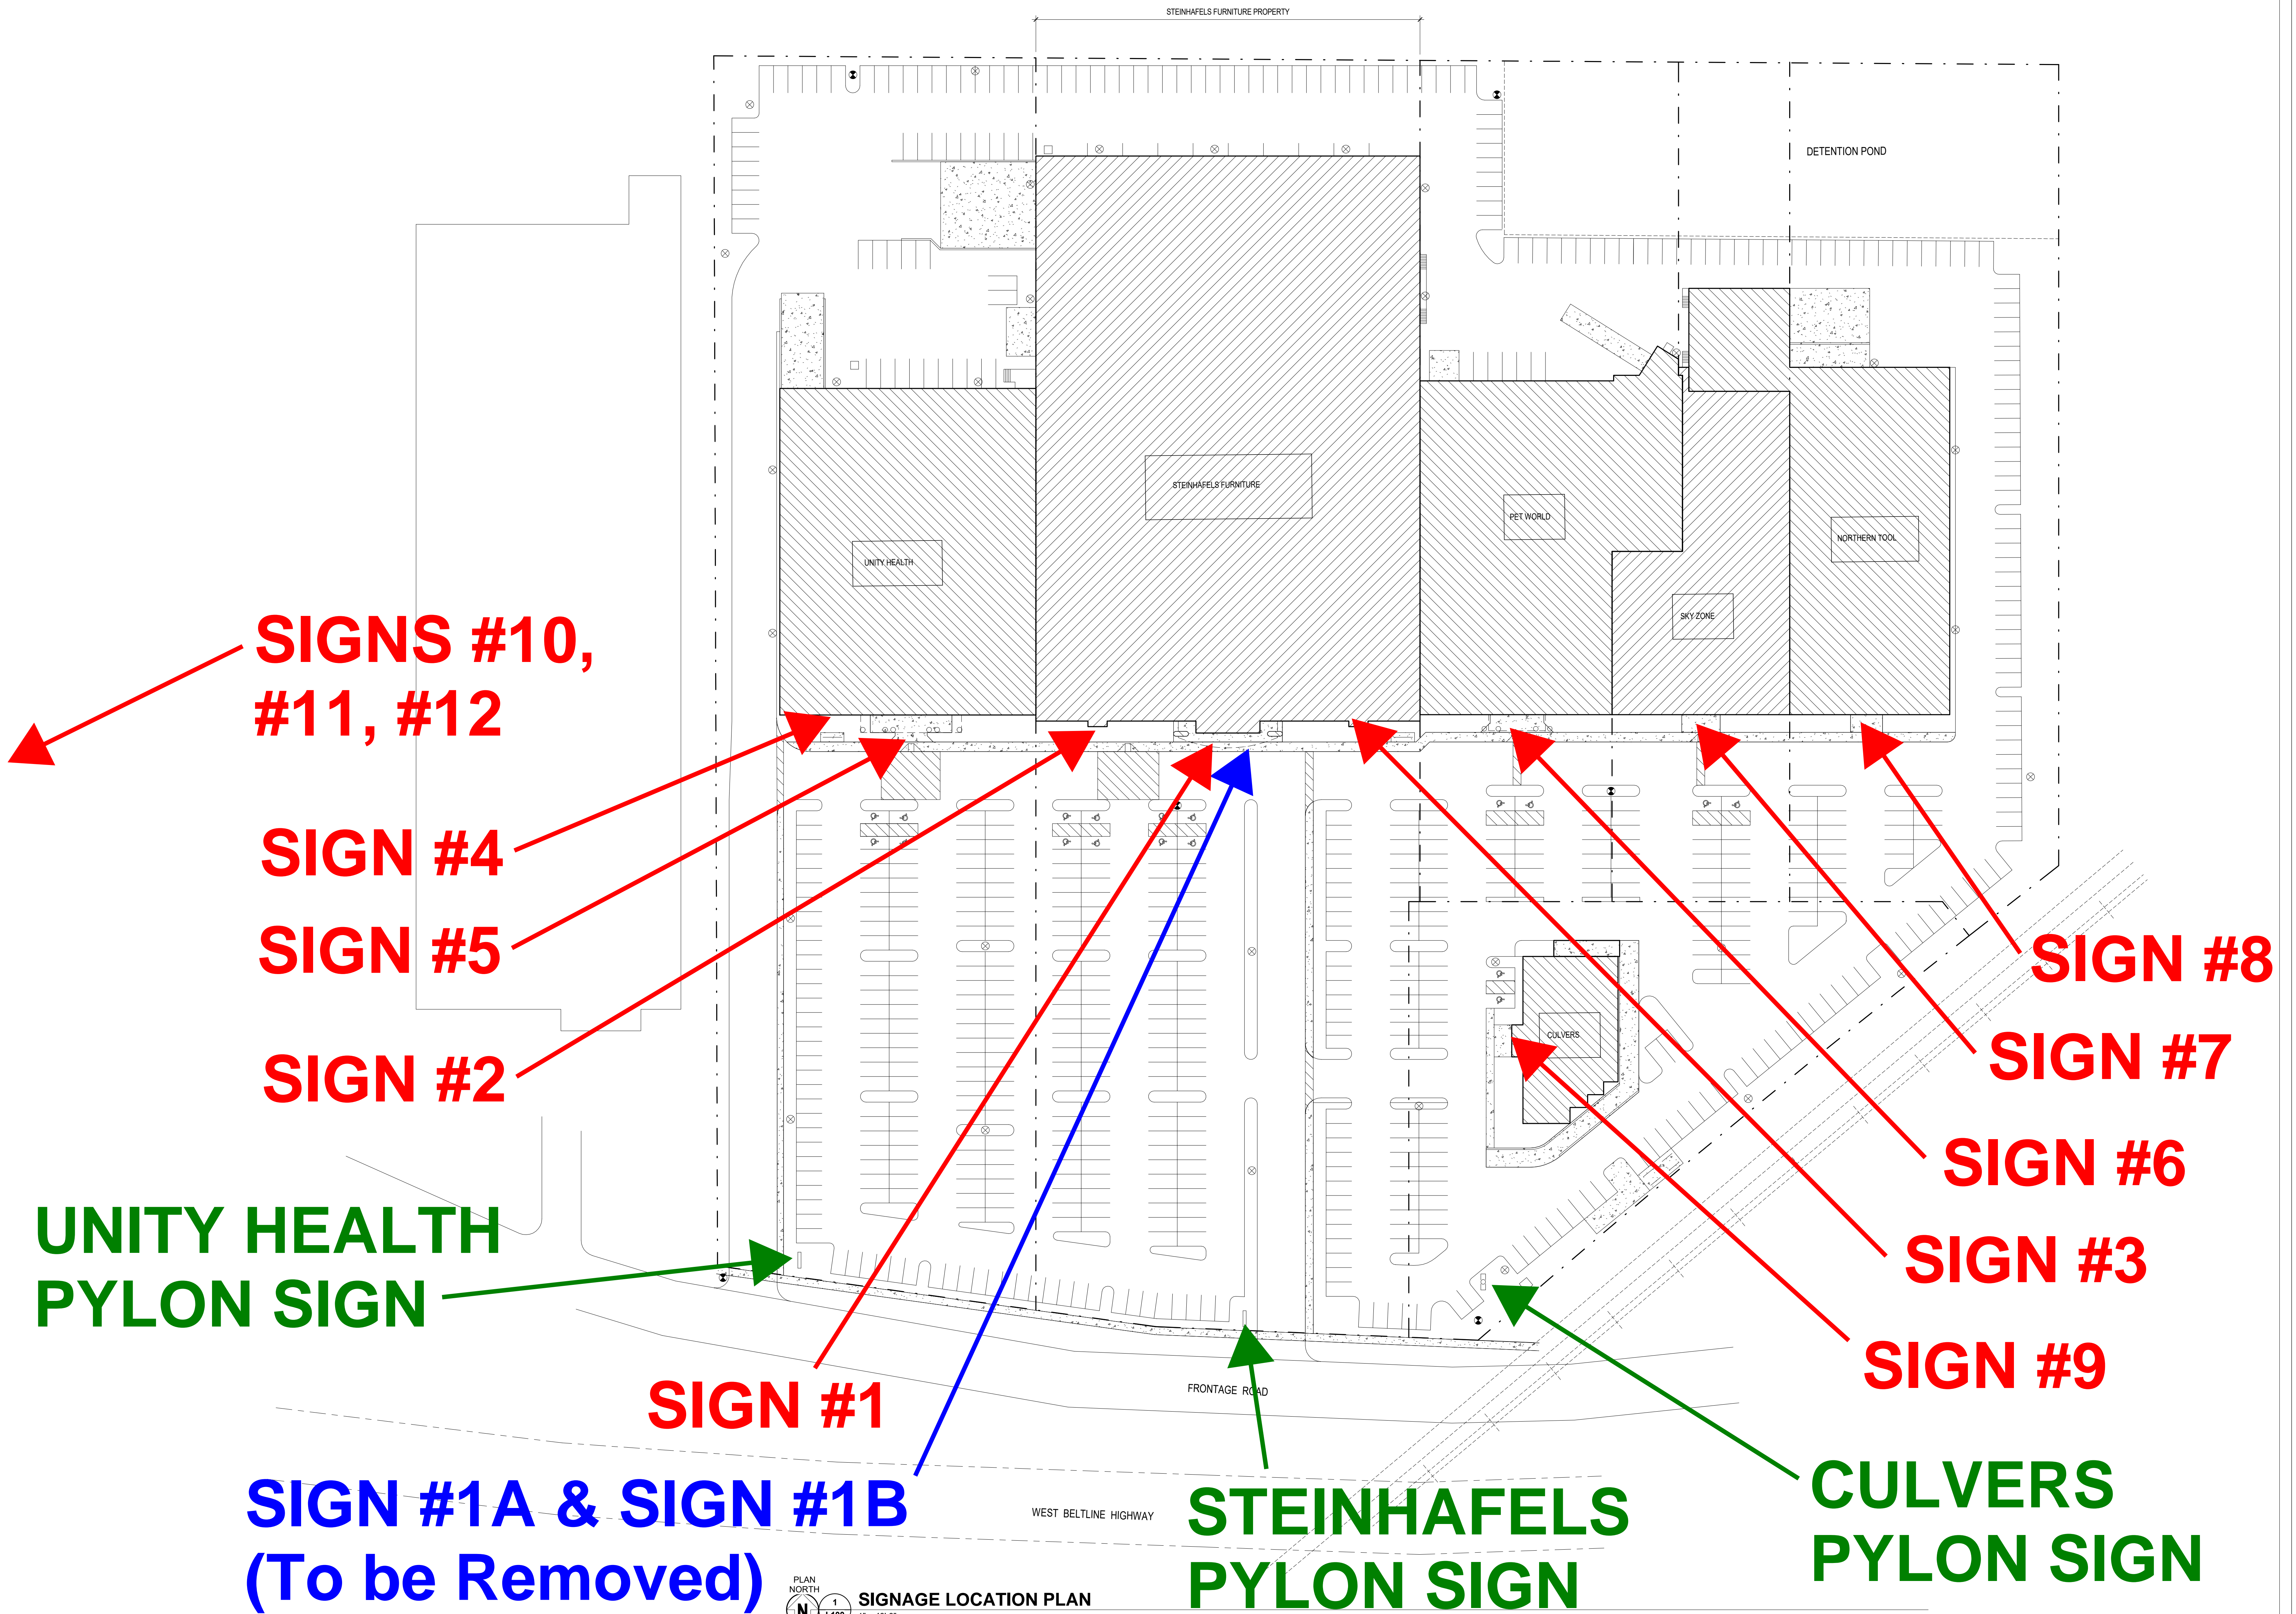 STEINHAFELS FURNITURE PROPERTY
DETENTION POND
STEINHAFELS FURNITURE
PET WORLD
NORTHERN TOOL
UNITY HEALTH
SKY ZONE
SIGNS #10,
#11, #12
SIGN #4
SIGN #5
SIGN #2
SIGN #8
SIGN #7
CULVERS
SIGN #6
SIGN #3
SIGN #9
UNITY HEALTH
PYLON SIGN
SIGN #1
FRONTAGE ROAD
SIGN #1A & SIGN #1B
(To be Removed)
WEST BELTLINE HIGHWAY
STEINHAFELS
PYLON SIGN
CULVERS
PYLON SIGN
PLAN
NORTH
N
1
SIGNAGE LOCATION PLAN